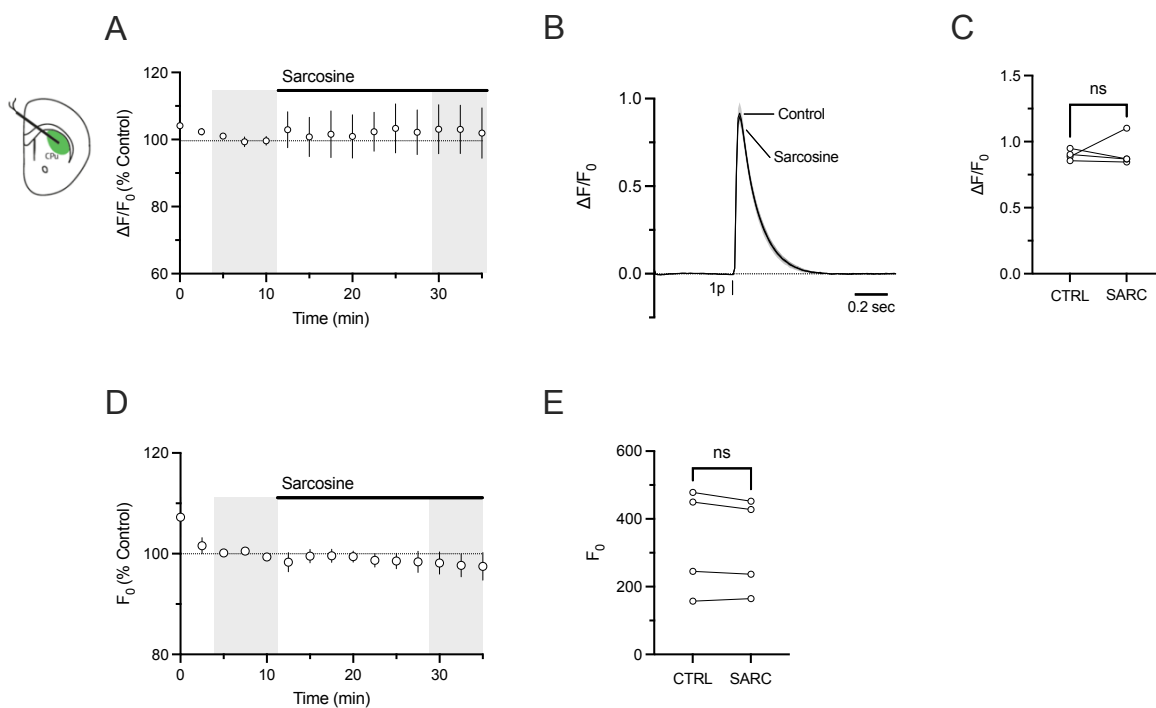 A
B
C
CPu
120
100
80
60
ΔF/F0 (% Control)
Sarcosine
0
10
20
30
Time (min)
1.0
0.5
0.0
ΔF/F0
Control
Sarcosine
1p
0.2 sec
1.5
1.0
0.5
0.0
ΔF/F0
ns
CTRL
SARC
D
E
120
100
80
F0 (% Control)
Sarcosine
0
10
20
30
Time (min)
600
400
200
0
F0
ns
CTRL
SARC